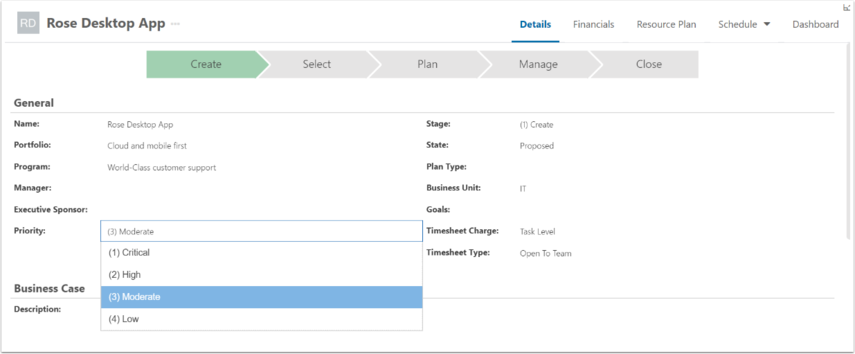 RD Rose Desktop App ...
Details Financials Resource Plan Schedule Dashboard
Create Select Plan Manage Close
General
Name: Rose Desktop App Stage: (1) Create
Portfolio: Cloud and mobile first State: Proposed
Program: World-Class customer support Plan Type:
Manager: Business Unit: IT
Executive Sponsor: Goals:
Priority: (3) Moderate Timesheet Charge: Task Level
(1) Critical Timesheet Type: Open To Team
(2) High
Business Case (3) Moderate
Description: (4) Low